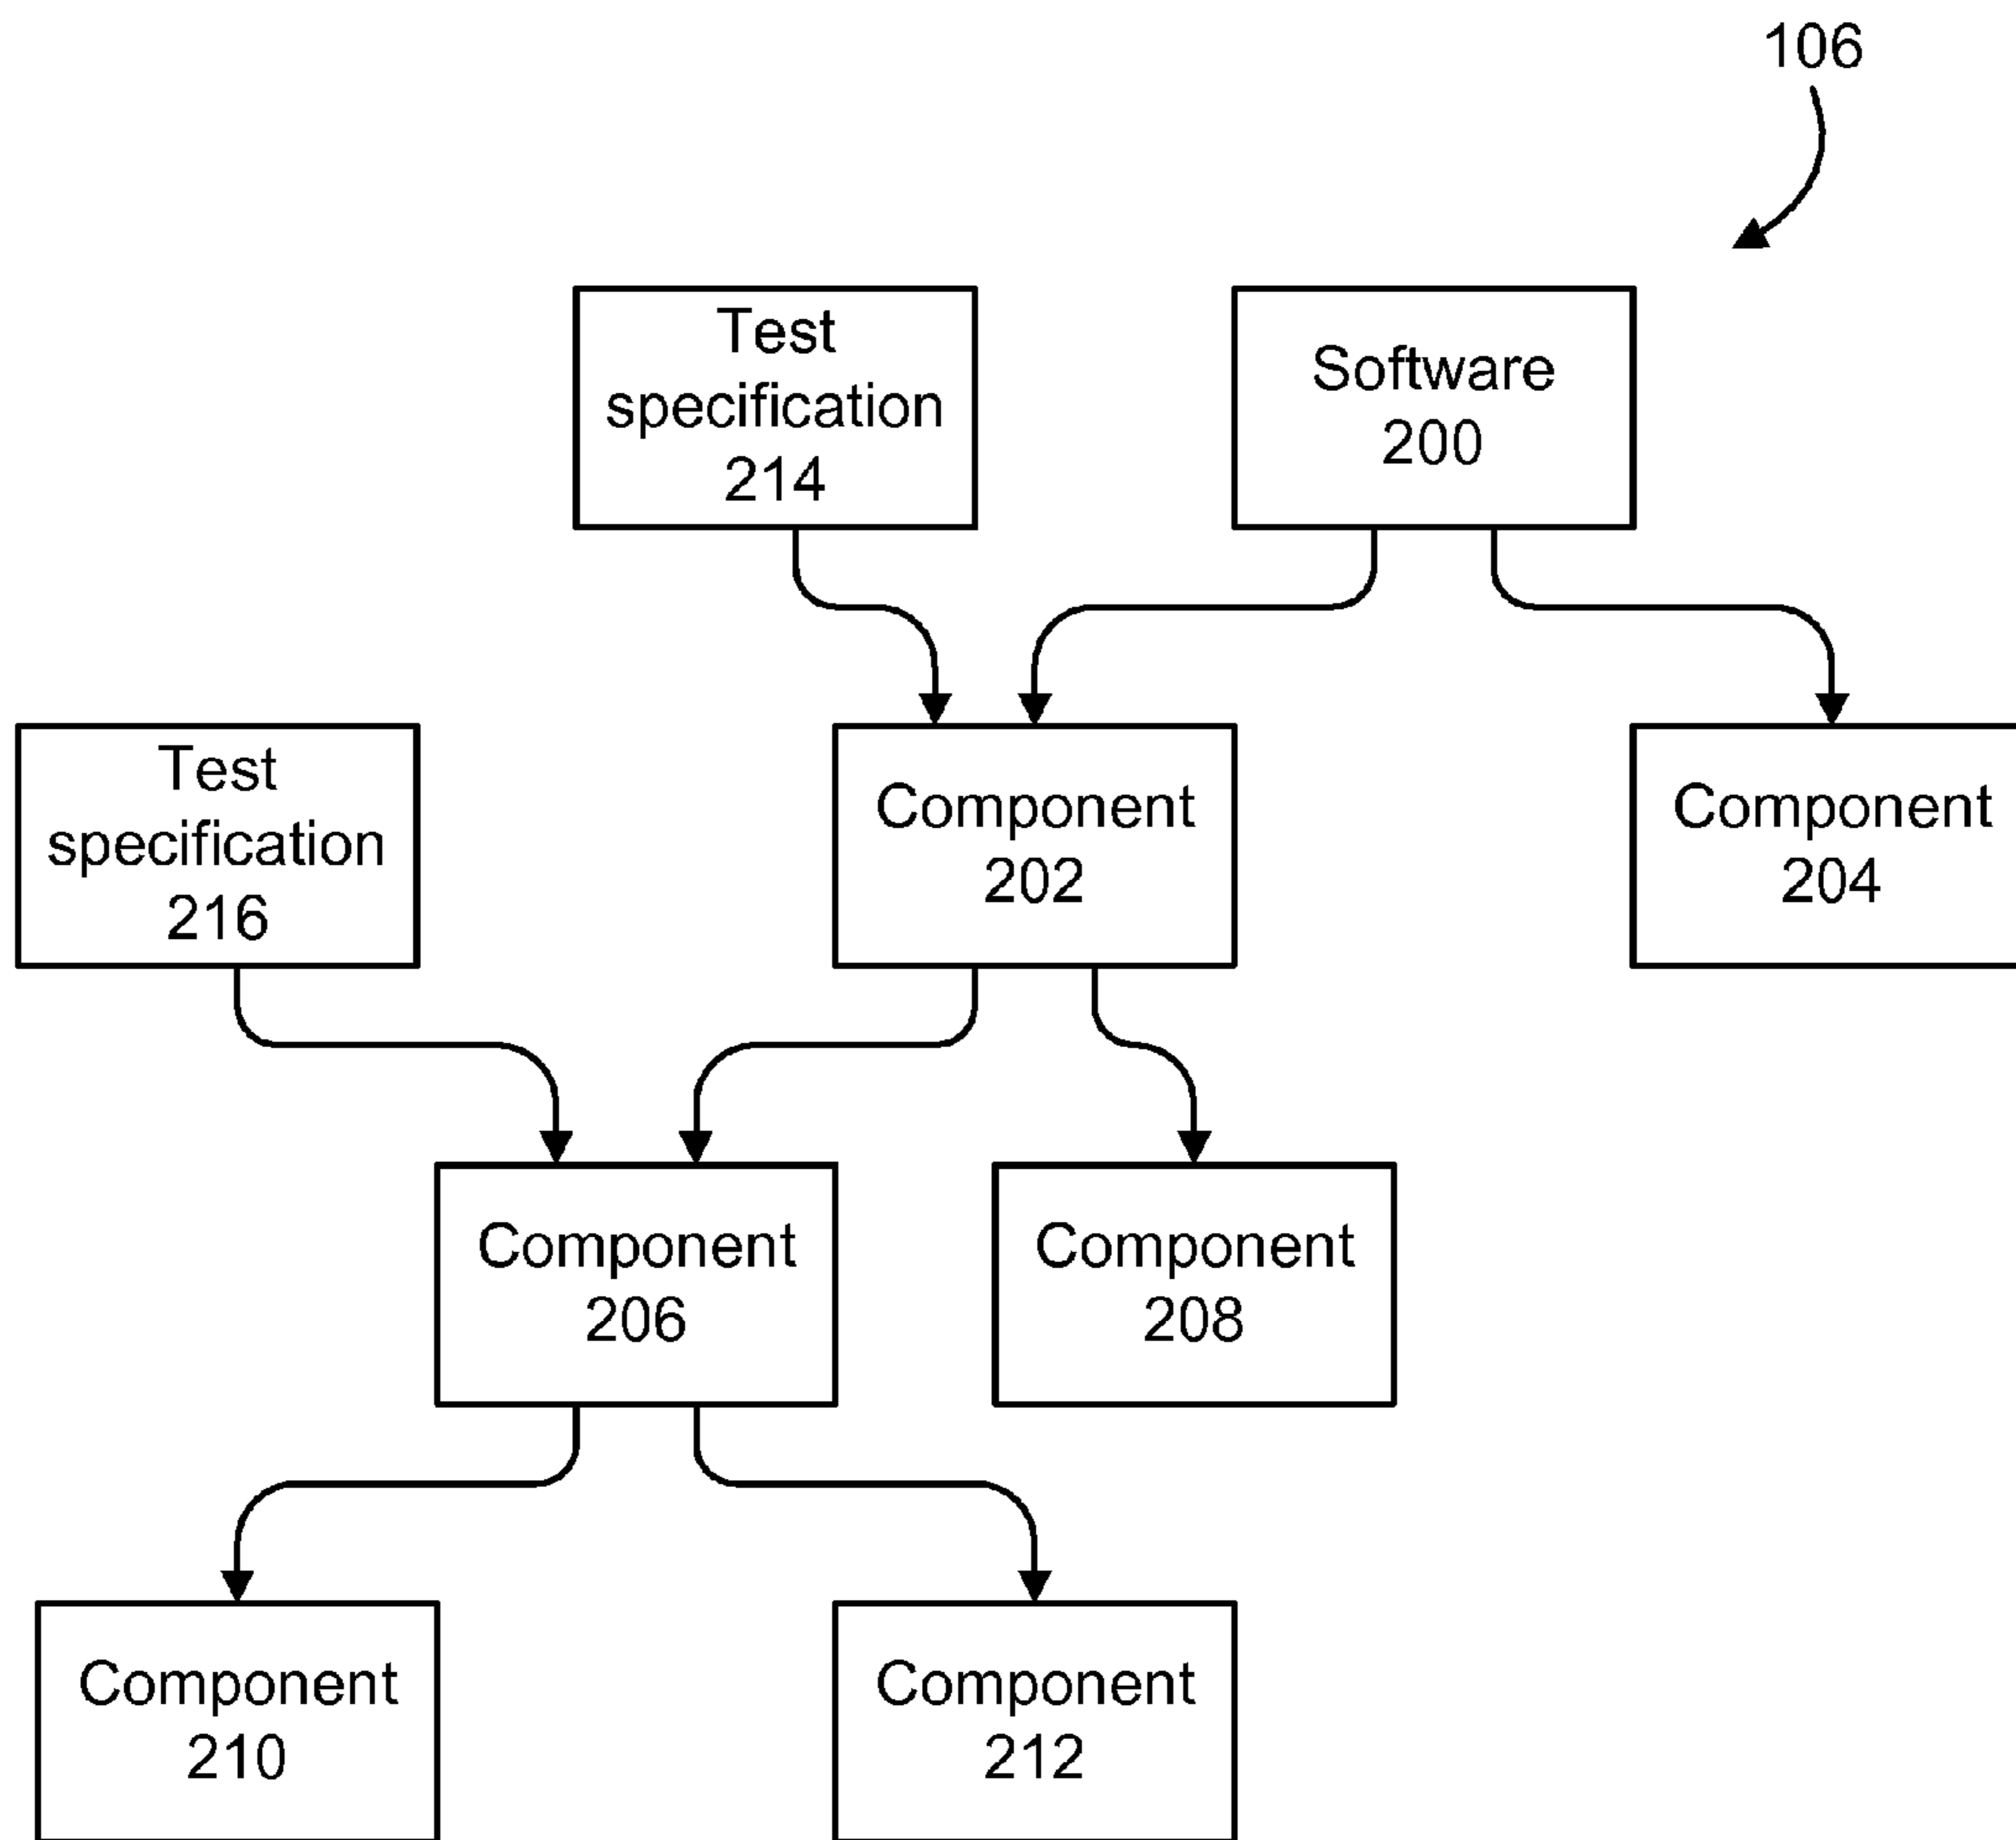 106
Test
specification
214
Software
200
Test
specification
216
Component
202
Component
204
Component
206
Component
208
Component
210
Component
212